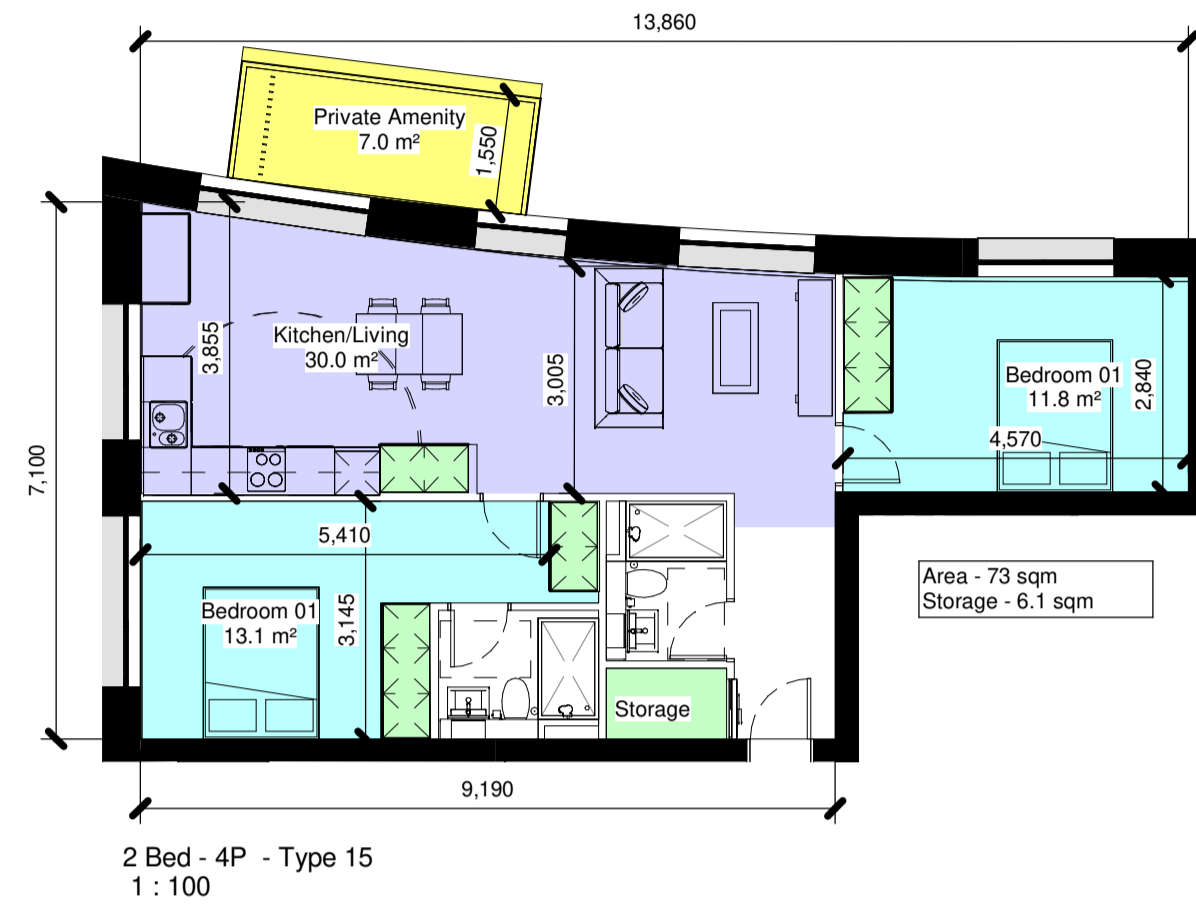 13,860
Private Amenity
7.0 m²
1,550
Kitchen/Living
30.0 m²
3,855
3,005
Bedroom 01
11.8 m²
2,840
4,570
7,100
5,410
Bedroom 01
13.1 m²
3,145
Storage
Area - 73 sqm
Storage - 6.1 sqm
9,190
2 Bed - 4P - Type 15
1 : 100